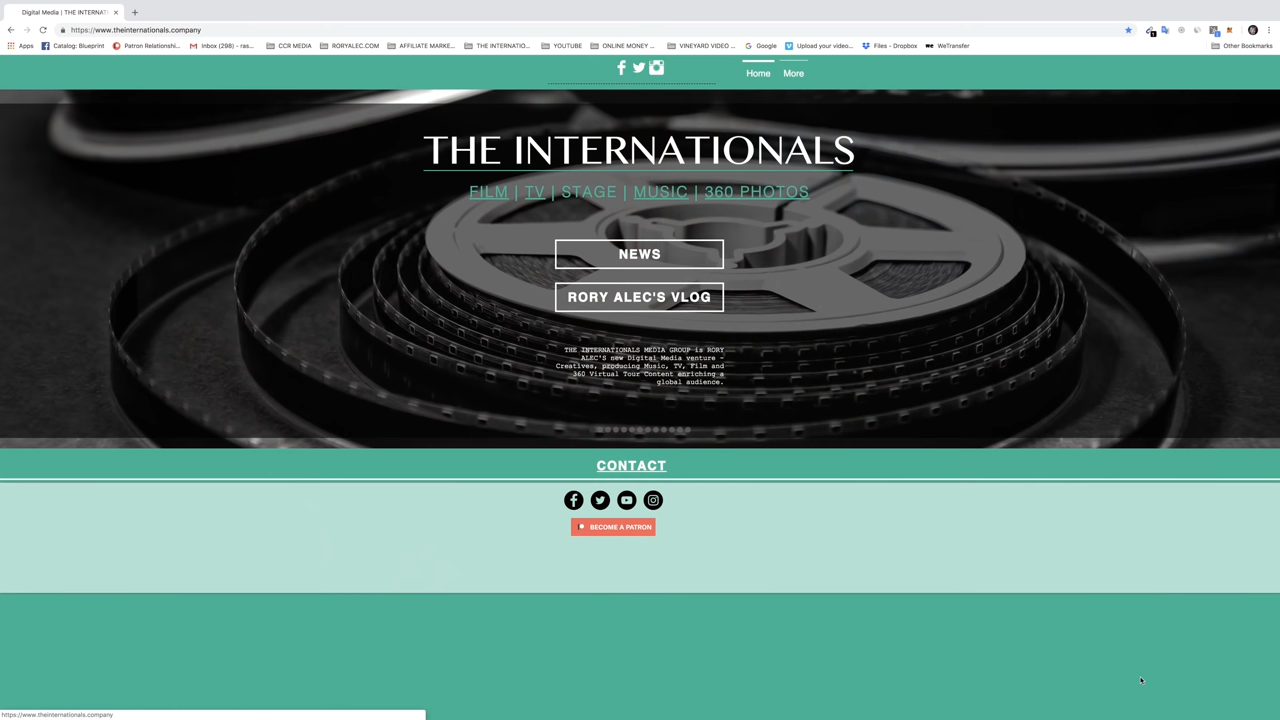 Digital Media | THE INTERNATI
https://www.theinternationals.company
Apps Catalog: Blueprint Patron Relationshi... Inbox (298) - ras... CCR MEDIA RORYALEC.COM AFFILIATE MARKE... THE INTERNATIO... YOUTUBE ONLINE MONEY ... VINEYARD VIDEO ... Google Upload your video... Files - Dropbox WeTransfer Other Bookmarks
Home More
THE INTERNATIONALS
FILM | TV | STAGE | MUSIC | 360 PHOTOS
NEWS
RORY ALEC'S VLOG
THE INTERNATIONALS MEDIA GROUP is RORY
ALEC'S new Digital Media venture -
Creatives, producing Music, TV, Film and
360 Virtual Tour Content enriching a
global audience.
CONTACT
BECOME A PATRON
https://www.theinternationals.company